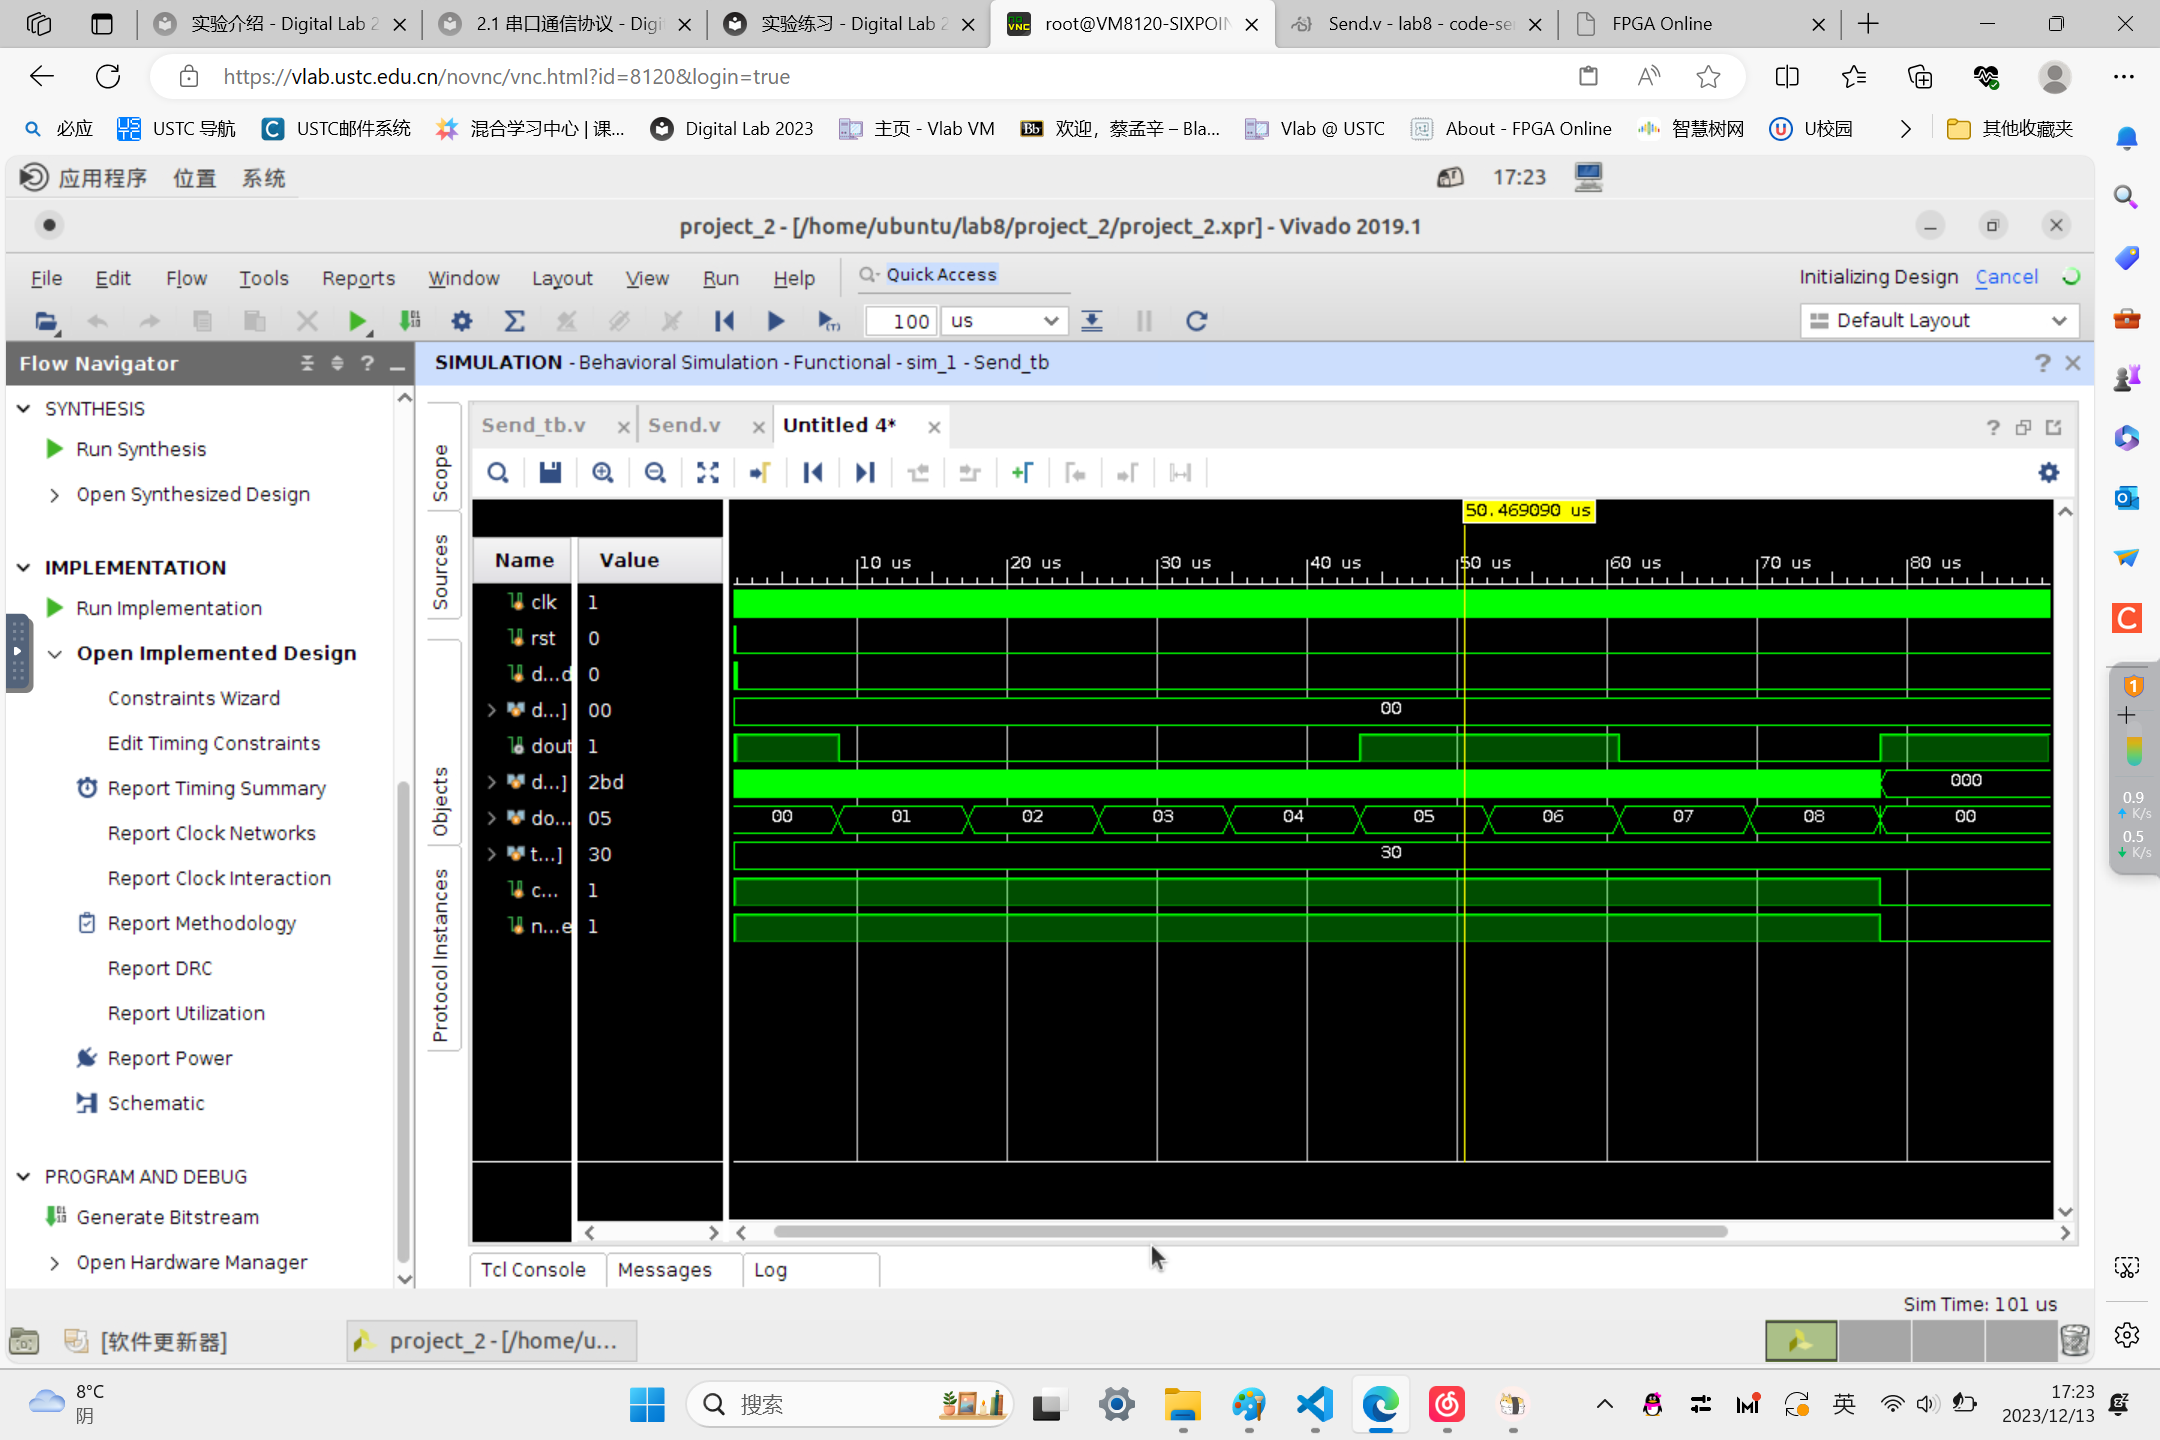 实验介绍 - Digital Lab 2
2.1 串口通信协议 - Digi
实验练习 - Digital Lab 2
root@VM8120-SIXPOIN
Send.v - lab8 - code-se
FPGA Online
https://vlab.ustc.edu.cn/novnc/vnc.html?id=8120&login=true
必应
USTC 导航
USTC邮件系统
混合学习中心 | 课...
Digital Lab 2023
主页 - Vlab VM
欢迎，蔡孟辛 – Bla...
Vlab @ USTC
About - FPGA Online
智慧树网
U校园
其他收藏夹
应用程序 位置 系统
17:23
project_2 - [/home/ubuntu/lab8/project_2/project_2.xpr] - Vivado 2019.1
File Edit Flow Tools Reports Window Layout View Run Help
Quick Access
Initializing Design Cancel
100 us
Default Layout
Flow Navigator
SIMULATION - Behavioral Simulation - Functional - sim_1 - Send_tb
SYNTHESIS
Run Synthesis
Open Synthesized Design
IMPLEMENTATION
Run Implementation
Open Implemented Design
Constraints Wizard
Edit Timing Constraints
Report Timing Summary
Report Clock Networks
Report Clock Interaction
Report Methodology
Report DRC
Report Utilization
Report Power
Schematic
PROGRAM AND DEBUG
Generate Bitstream
Open Hardware Manager
Scope
Sources
Objects
Protocol Instances
Send_tb.v
Send.v
Untitled 4*
50.469090 us
Name Value
10 us 20 us 30 us 40 us 50 us 60 us 70 us 80 us
clk 1
rst 0
d...d 0
d...] 00 00
dout 1
d...] 2bd 000
do... 05 00 01 02 03 04 05 06 07 08 00
t...] 30 30
c... 1
n...e 1
Tcl Console
Messages
Log
Sim Time: 101 us
[软件更新器]
project_2 - [/home/u...
1
0.9
K/s
0.5
K/s
8°C
阴
搜索
英
17:23
2023/12/13